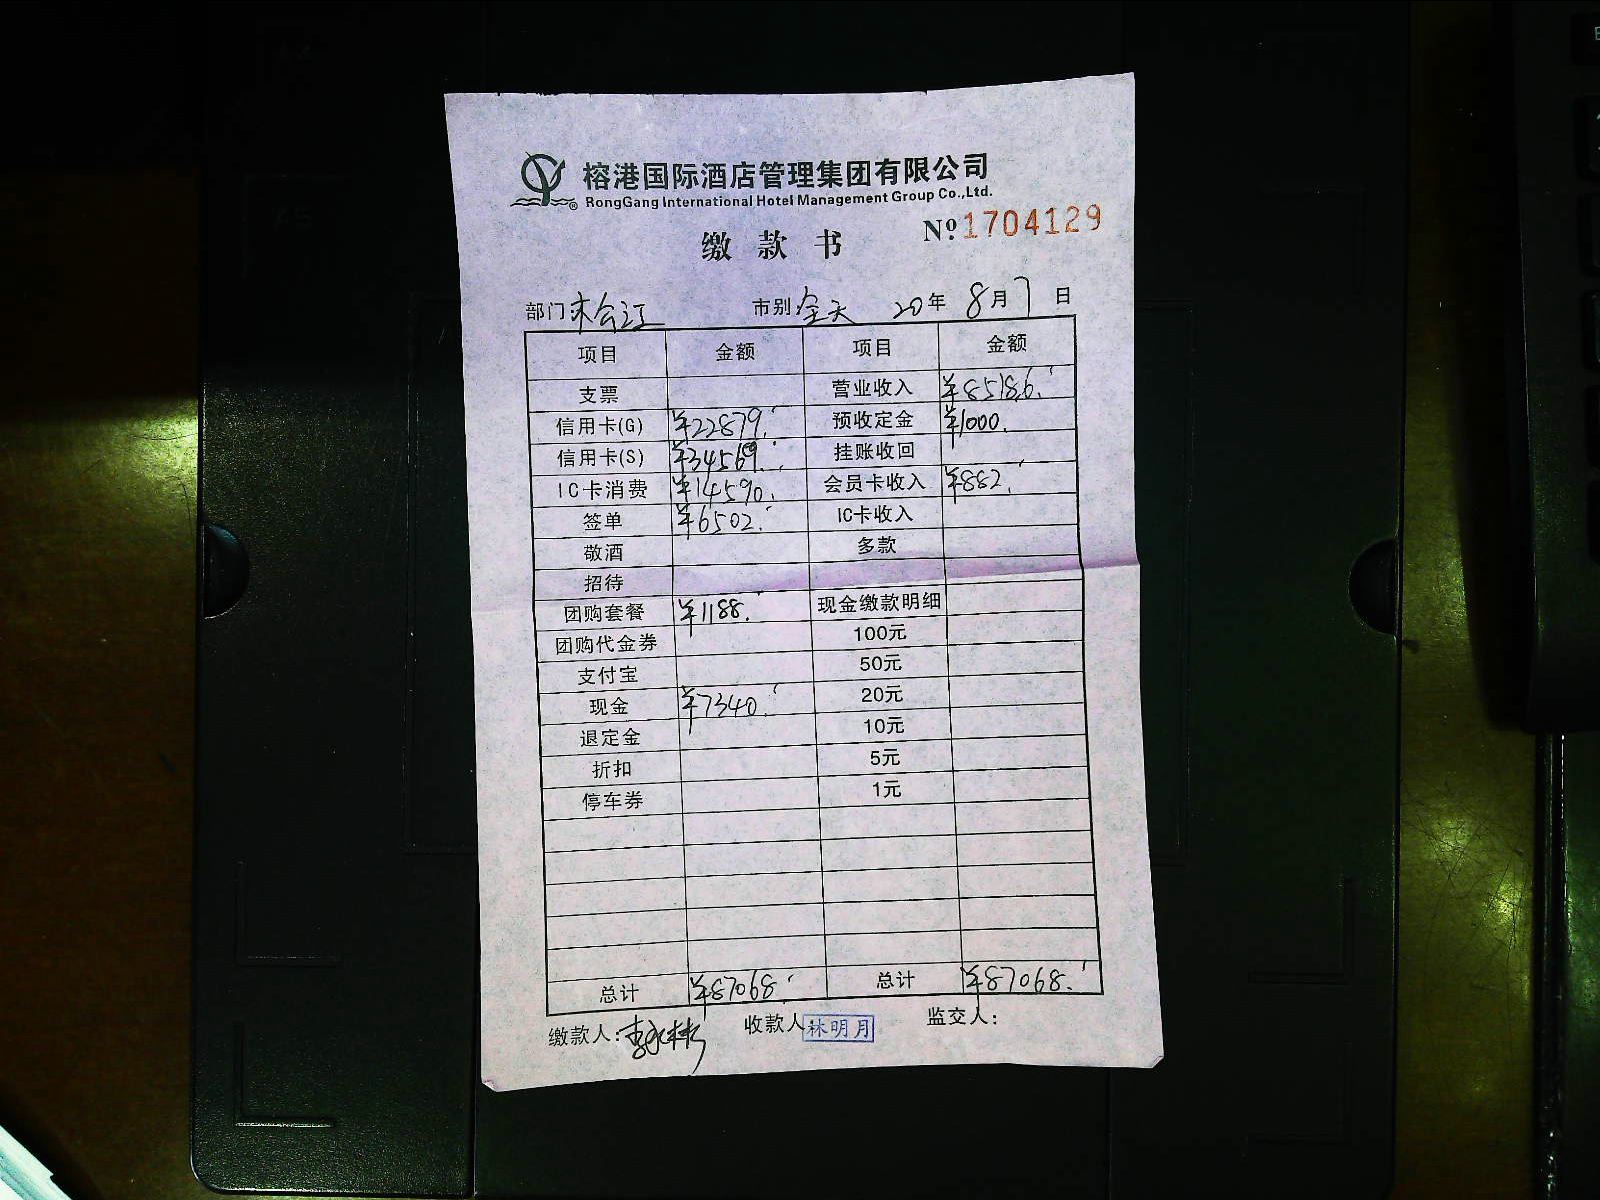 榕港国际酒店管理集团有限公司
RongGang International Hotel Management Group Co.,Ltd.
®
缴款书
Nº 1704129
部门 市别 全天 20年 8月7日
项目 金额 项目 金额
支票 营业收入 ¥85186.
信用卡(G) ¥22879. 预收定金 ¥1000.
信用卡(S) ¥34569. 挂账收回
IC卡消费 ¥14590. 会员卡收入 ¥882.
签单 ¥6502. IC卡收入
敬酒 多款
招待
团购套餐 ¥1188. 现金缴款明细
团购代金券 100元
支付宝 50元
现金 ¥7340. 20元
退定金 10元
折扣 5元
停车券 1元
总计 ¥87068. 总计 ¥87068.
缴款人: 收款人 林明月 监交人: